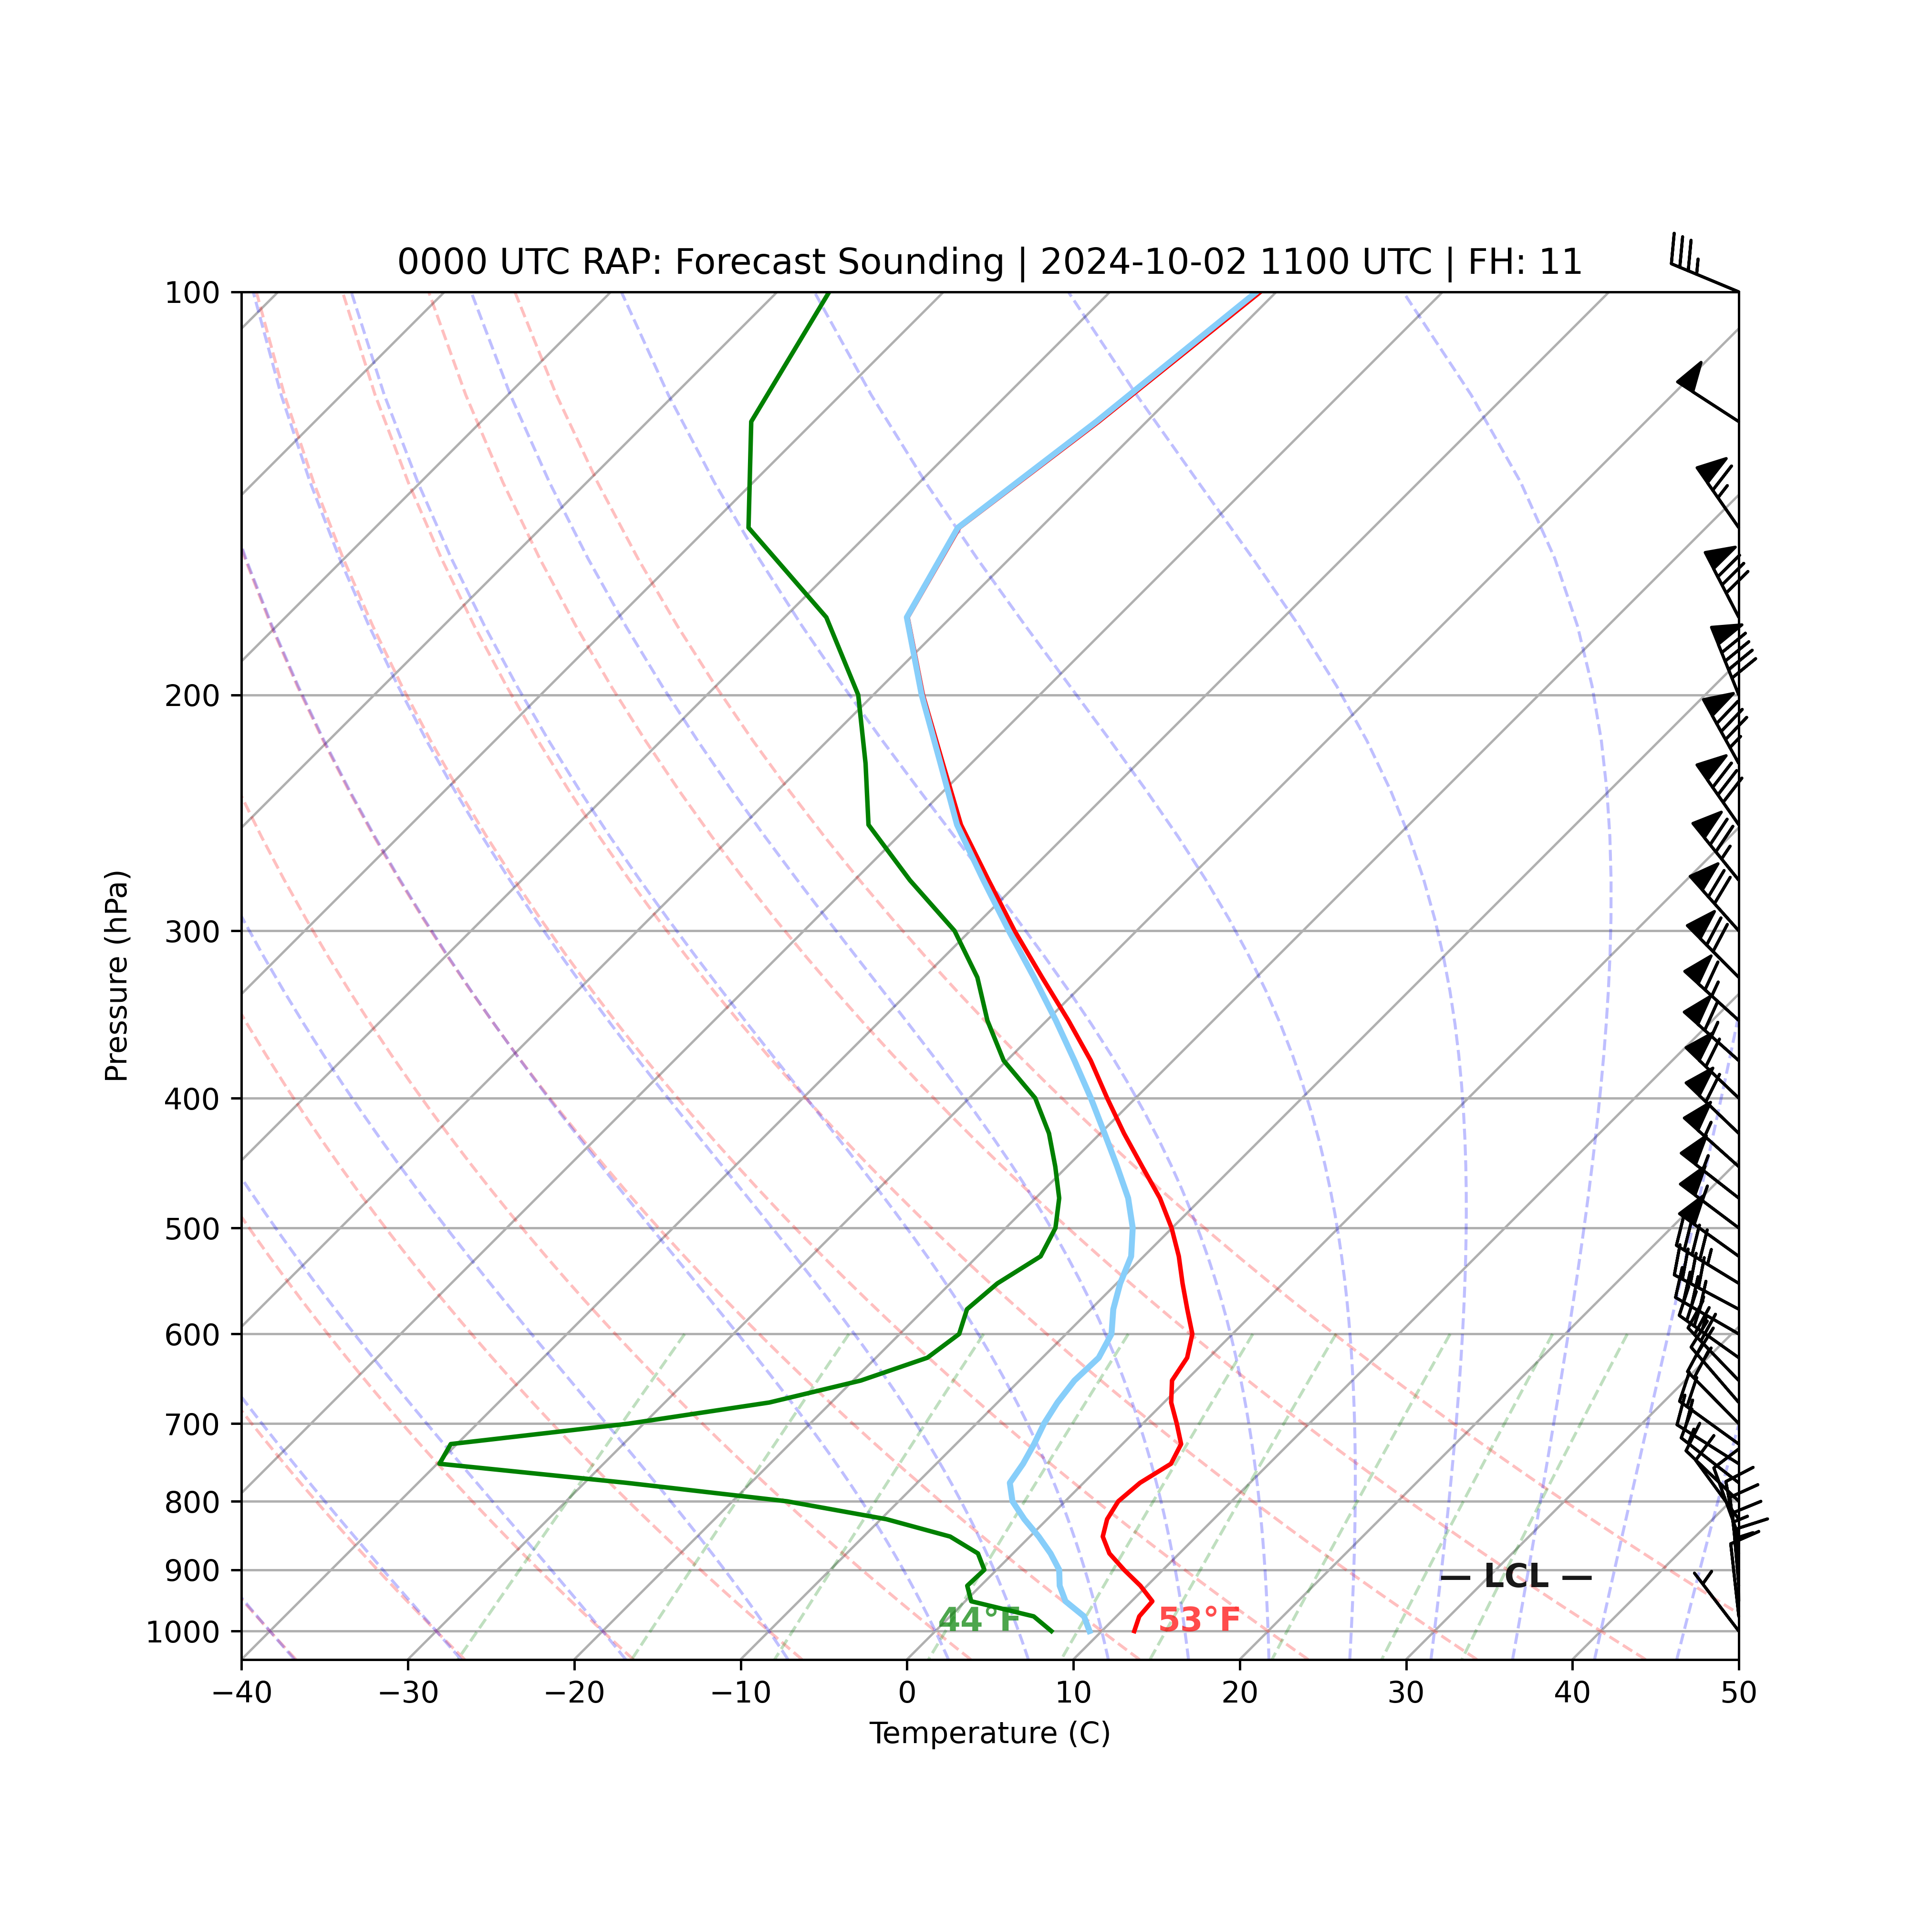 0000 UTC RAP: Forecast Sounding | 2024-10-02 1100 UTC | FH: 11
100
200
300
400
500
600
700
800
900
1000
Pressure (hPa)
— LCL —
44°F
53°F
−40 −30 −20 −10 0 10 20 30 40 50
Temperature (C)